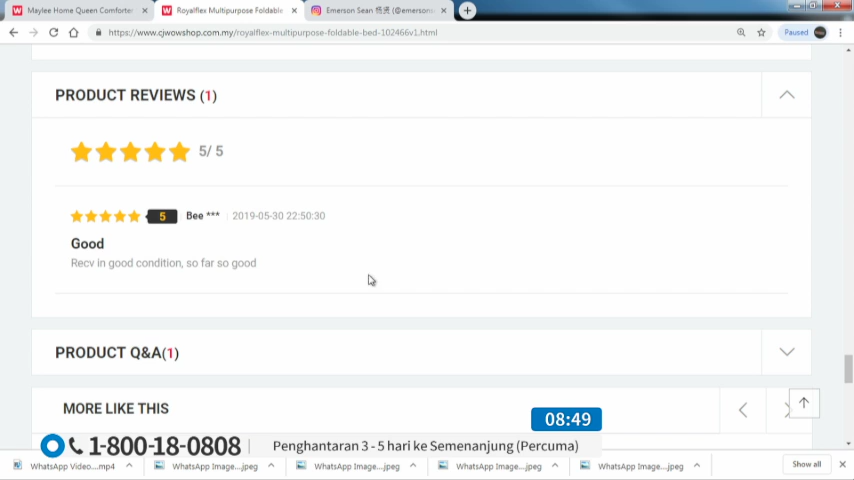 Maylee Home Queen Comforter
Royalflex Multipurpose Foldable
Emerson Sean
https://www.cjwowshop.com.my/royalflex-multipurpose-foldable-bed-102466v1.html
Paused
PRODUCT REVIEWS (1)
5/ 5
5
Bee ***
2019-05-30 22:50:30
Good
Recv in good condition, so far so good
PRODUCT Q&A(1)
MORE LIKE THIS
08:49
1-800-18-0808
Penghantaran 3 - 5 hari ke Semenanjung (Percuma)
WhatsApp Video....mp4
WhatsApp Image....jpeg
WhatsApp Image....jpeg
WhatsApp Image....jpeg
WhatsApp Image....jpeg
Show all